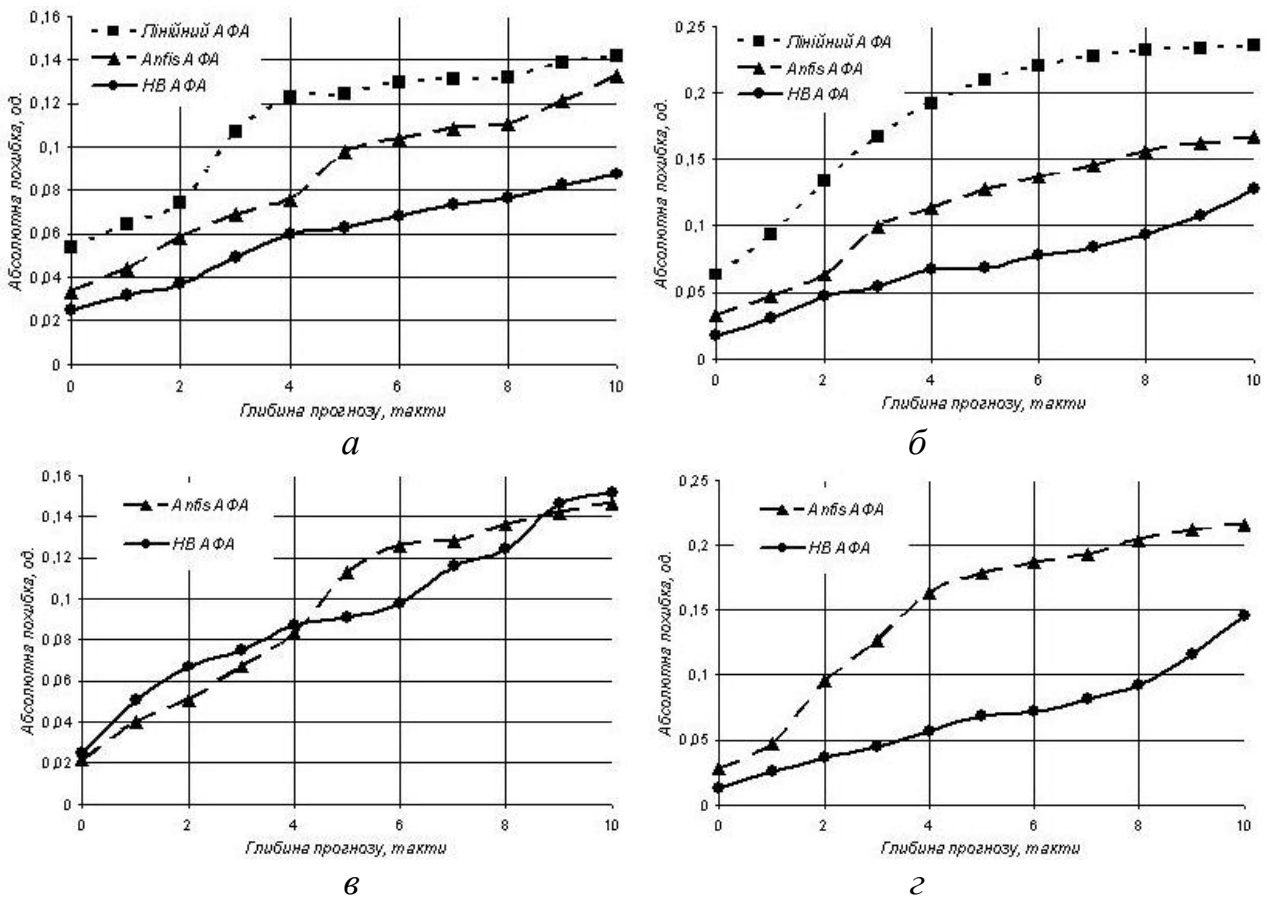 0,16
0,14
0,12
0,1
0,08
0,06
0,04
0,02
0
Абсолютна похибка, од.
Лінійний АФА
Anfis АФА
НВ АФА
0 2 4 6 8 10
Глибина прогнозу, такти
а
0,25
0,2
0,15
0,1
0,05
0
Абсолютна похибка, од.
Лінійний АФА
Anfis АФА
НВ АФА
0 2 4 6 8 10
Глибина прогнозу, такти
б
0,16
0,14
0,12
0,1
0,08
0,06
0,04
0,02
0
Абсолютна похибка, од.
Anfis АФА
НВ АФА
0 2 4 6 8 10
Глибина прогнозу, такти
в
0,25
0,2
0,15
0,1
0,05
0
Абсолютна похибка, од.
Anfis АФА
НВ АФА
0 2 4 6 8 10
Глибина прогнозу, такти
г